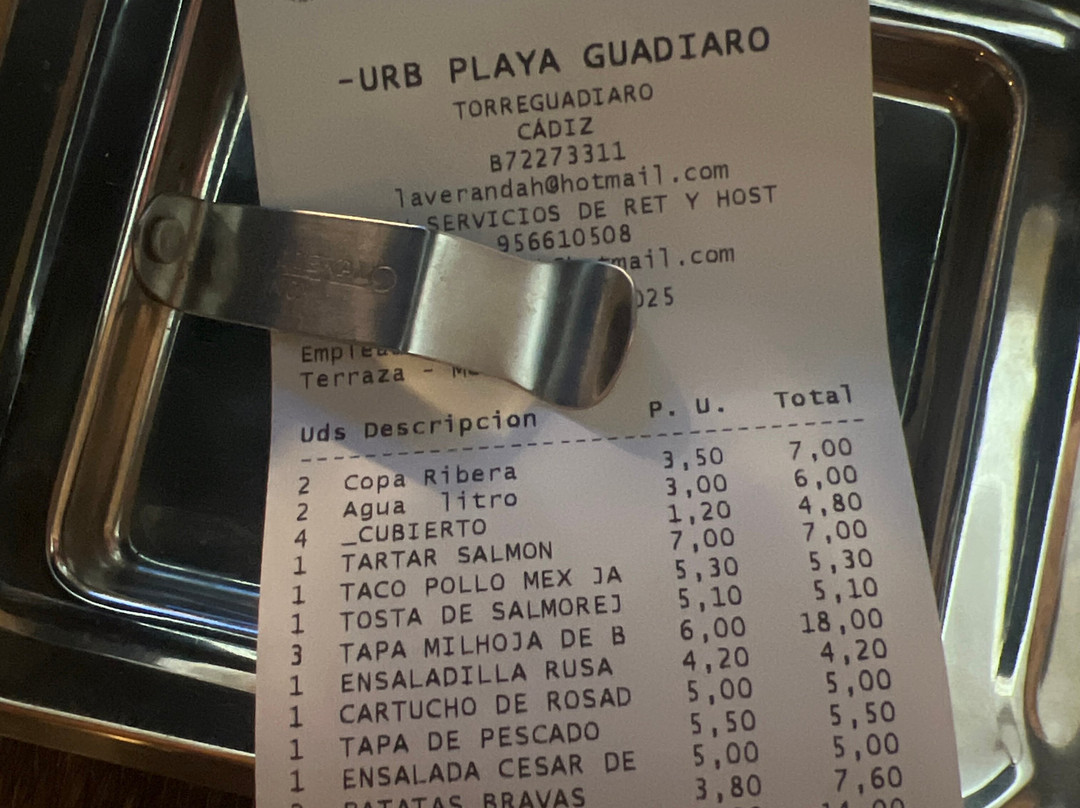 -URB PLAYA GUADIARO
TORREGUADIARO
CÁDIZ
B72273311
laverandah@hotmail.com
SERVICIOS DE RET Y HOST
956610508
mail.com
025
Terraza -
Uds Descripcion P. U. Total
2 Copa Ribera 3,50 7,00
2 Agua litro 3,00 6,00
4 _CUBIERTO 1,20 4,80
1 TARTAR SALMON 7,00 7,00
1 TACO POLLO MEX JA 5,30 5,30
1 TOSTA DE SALMOREJ 5,10 5,10
3 TAPA MILHOJA DE B 6,00 18,00
1 ENSALADILLA RUSA 4,20 4,20
1 CARTUCHO DE ROSAD 5,00 5,00
1 TAPA DE PESCADO 5,50 5,50
1 ENSALADA CESAR DE 5,00 5,00
PATATAS BRAVAS 3,80 7,60